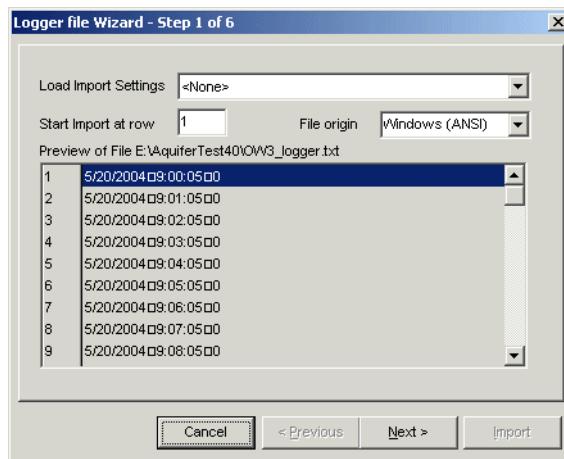 Logger file Wizard - Step 1 of 6
Load Import Settings <None>
Start Import at row 1 File origin Windows (ANSI)
Preview of File E:\AquiferTest40\OW3_logger.txt
1 5/20/2004□9:00:05□0
2 5/20/2004□9:01:05□0
3 5/20/2004□9:02:05□0
4 5/20/2004□9:03:05□0
5 5/20/2004□9:04:05□0
6 5/20/2004□9:05:05□0
7 5/20/2004□9:06:05□0
8 5/20/2004□9:07:05□0
9 5/20/2004□9:08:05□0
Cancel < Previous Next > Import